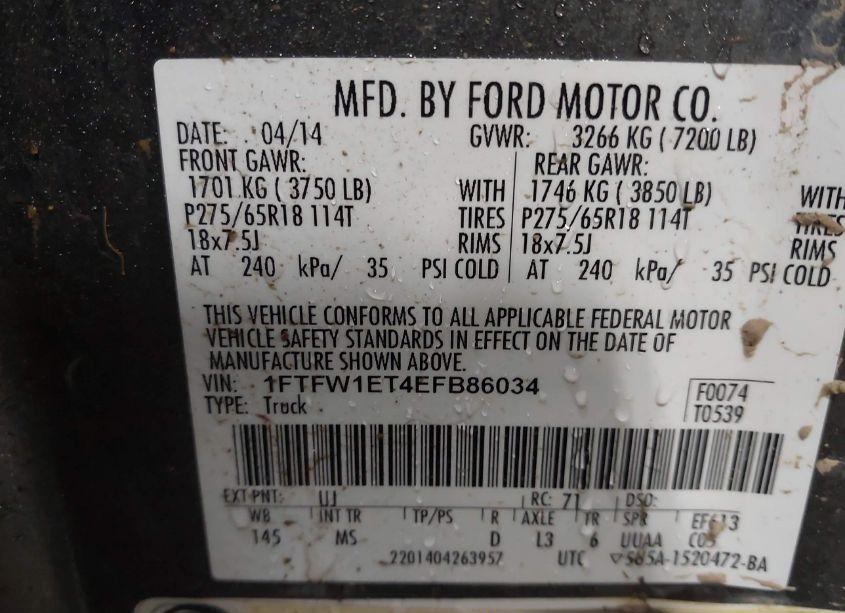 MFD. BY FORD MOTOR CO.
DATE: 04/14 GVWR: 3266 KG ( 7200 LB)
FRONT GAWR: REAR GAWR:
1701 KG ( 3750 LB) WITH 1746 KG ( 3850 LB) WITH
P275/65R18 114T TIRES P275/65R18 114T TIRES
18x7.5J RIMS 18x7.5J RIMS
AT 240 kPa/ 35 PSI COLD AT 240 kPa/ 35 PSI COLD
THIS VEHICLE CONFORMS TO ALL APPLICABLE FEDERAL MOTOR
VEHICLE SAFETY STANDARDS IN EFFECT ON THE DATE OF
MANUFACTURE SHOWN ABOVE.
VIN: 1FTFW1ET4EFB86034
TYPE: Truck
F0074
T0539
EXT PNT: UJ RC: 71 DSO:
WB INT TR TP/PS R AXLE TR SPR EF613
145 MS D L3 6 UUAA C05
2201404263957 UTC ▽565A-1520472-BA